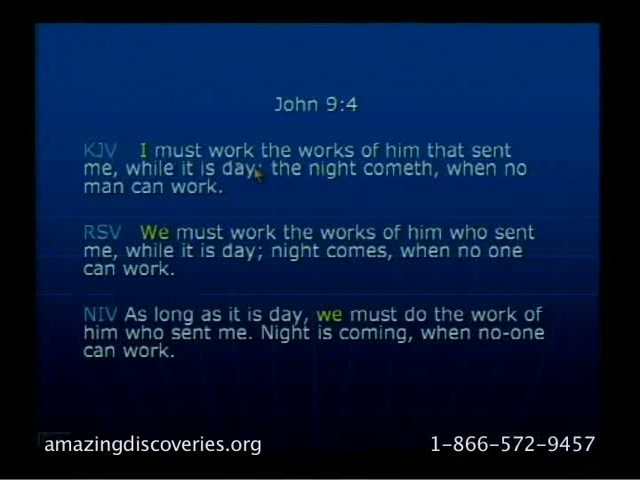 John 9:4
KJV I must work the works of him that sent
me, while it is day; the night cometh, when no
man can work.
RSV We must work the works of him who sent
me, while it is day; night comes, when no one
can work.
NIV As long as it is day, we must do the work of
him who sent me. Night is coming, when no-one
can work.
amazingdiscoveries.org 1-866-572-9457